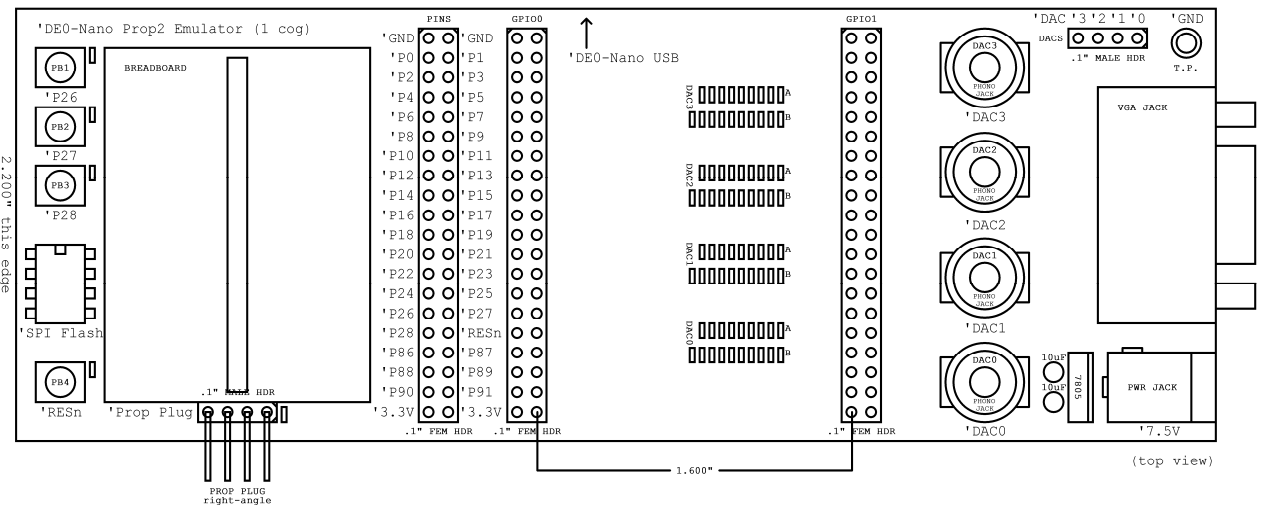 'DE0-Nano Prop2 Emulator (1 cog)
PB1
'P26
PB2
'P27
PB3
'P28
'SPI Flash
PB4
'RESn
2.200" this edge
BREADBOARD
.1" MALE HDR
'Prop Plug
PROP PLUG
right-angle
PINS
'GND 'GND
'P0 'P1
'P2 'P3
'P4 'P5
'P6 'P7
'P8 'P9
'P10 'P11
'P12 'P13
'P14 'P15
'P16 'P17
'P18 'P19
'P20 'P21
'P22 'P23
'P24 'P25
'P26 'P27
'P28 'RESn
'P86 'P87
'P88 'P89
'P90 'P91
'3.3V '3.3V
.1" FEM HDR
GPIO0
.1" FEM HDR
'DE0-Nano USB
DAC3
A
B
DAC2
A
B
DAC1
A
B
DAC0
A
B
GPIO1
.1" FEM HDR
1.600"
DAC3
PHONO
JACK
'DAC3
DAC2
PHONO
JACK
'DAC2
DAC1
PHONO
JACK
'DAC1
DAC0
PHONO
JACK
'DAC0
'DAC '3 '2 '1 '0
DACS
.1" MALE HDR
'GND
T.P.
VGA JACK
10uF
10uF
7805
PWR JACK
'7.5V
(top view)